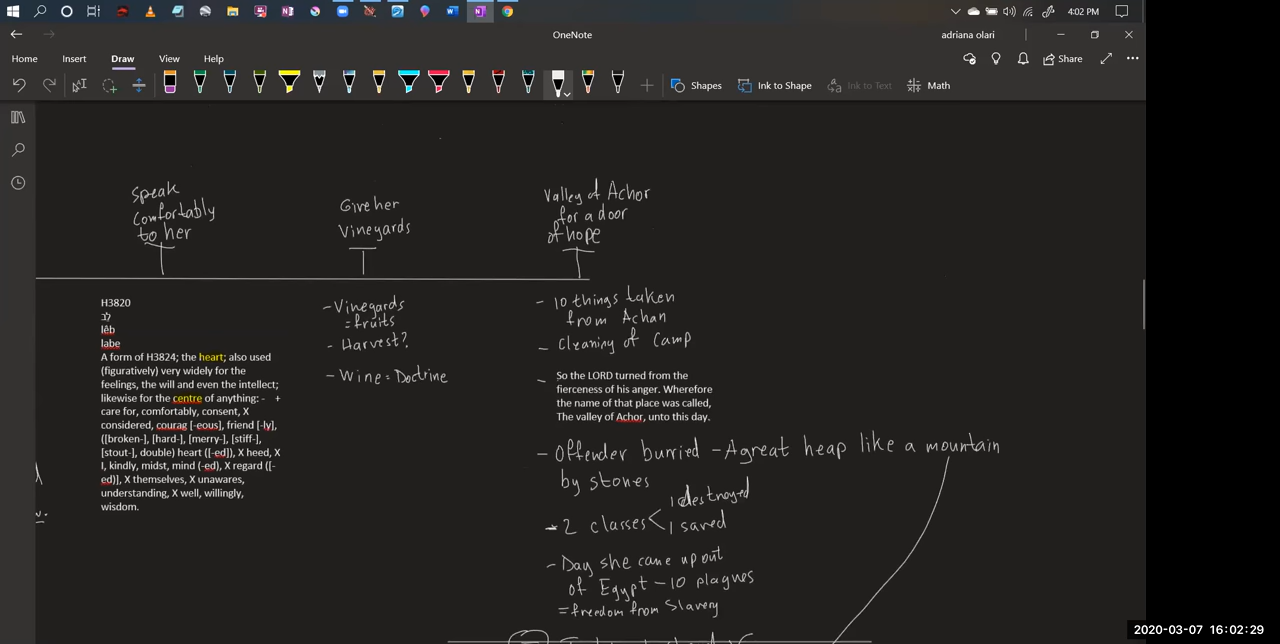 4:02 PM
OneNote
adriana olari
Home Insert Draw View Help
Share
Shapes Ink to Shape Ink to Text Math
Speak
Comfortably
to her
Give her
Vineyards
Valley of Achor
for a door
of hope
H3820
לב
lêb
labe
A form of H3824; the heart; also used
(figuratively) very widely for the
feelings, the will and even the intellect;
likewise for the centre of anything: - +
care for, comfortably, consent, X
considered, courag [-eous], friend [-ly],
([broken-], [hard-], [merry-], [stiff-],
[stout-], double) heart ([-ed]), X heed, X
I, kindly, midst, mind (-ed), X regard ([-
ed)], X themselves, X unawares,
understanding, X well, willingly,
wisdom.
- Vinegards
= fruits
- Harvest?
- Wine = Doctrine
- 10 things taken
from Achan
- Cleaning of Camp
- So the LORD turned from the
fierceness of his anger. Wherefore
the name of that place was called,
The valley of Achor, unto this day.
- Offender burried - A great heap like a mountain
by stones
- 2 classes < 1 destroyed
1 saved
- Day she came up out
of Egypt - 10 plagues
= freedom from Slavery
2020-03-07 16:02:29